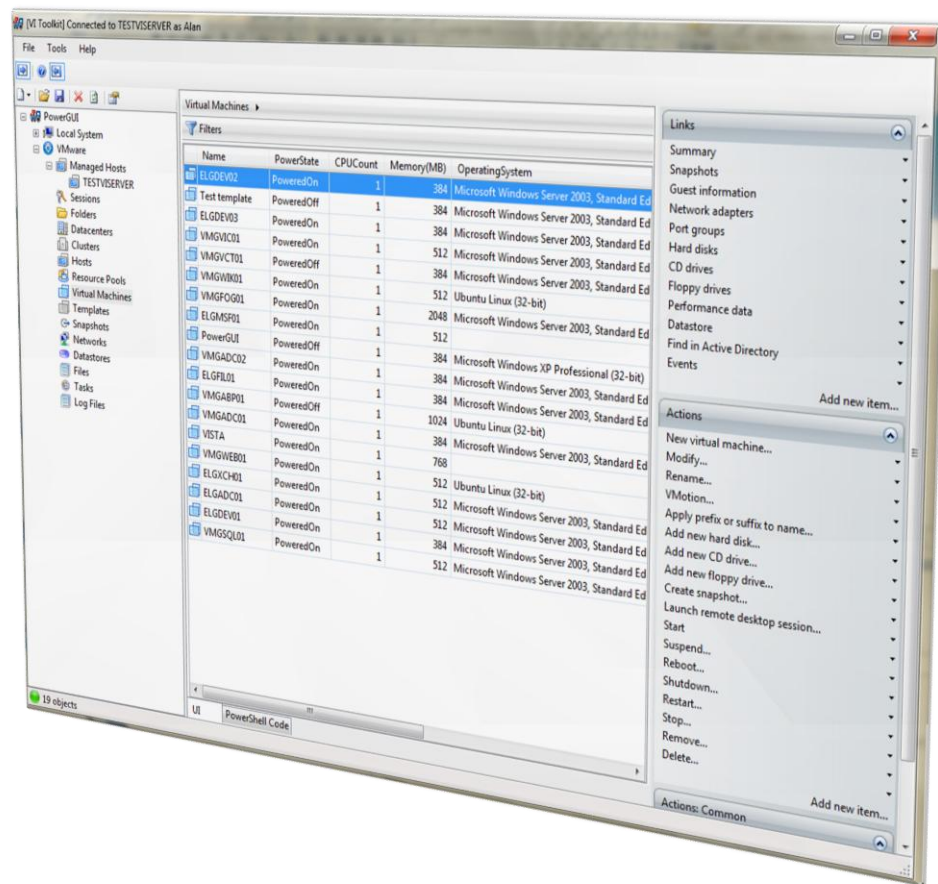 [VI Toolkit] Connected to TESTVISERVER as Alan
File Tools Help
PowerGUI
Local System
VMware
Managed Hosts
TESTVISERVER
Sessions
Folders
Datacenters
Clusters
Hosts
Resource Pools
Virtual Machines
Templates
Snapshots
Networks
Datastores
Files
Tasks
Log Files
19 objects
Virtual Machines
Filters
Name PowerState CPUCount Memory(MB) OperatingSystem
ELGDEV02 PoweredOn 1 384 Microsoft Windows Server 2003, Standard Ed
Test template PoweredOff 1 384 Microsoft Windows Server 2003, Standard Ed
ELGDEV03 PoweredOn 1 384 Microsoft Windows Server 2003, Standard Ed
VMGVIC01 PoweredOn 1 512 Microsoft Windows Server 2003, Standard Ed
VMGVCT01 PoweredOff 1 384 Microsoft Windows Server 2003, Standard Ed
VMGWIK01 PoweredOn 1 512 Ubuntu Linux (32-bit)
VMGFOG01 PoweredOn 1 2048 Microsoft Windows Server 2003, Standard Ed
ELGMSF01 PoweredOn 1 512
PowerGUI PoweredOff 1 384 Microsoft Windows XP Professional (32-bit)
VMGADC02 PoweredOn 1 384 Microsoft Windows Server 2003, Standard Ed
ELGFIL01 PoweredOn 1 384 Microsoft Windows Server 2003, Standard Ed
VMGABP01 PoweredOff 1 1024 Ubuntu Linux (32-bit)
VMGADC01 PoweredOn 1 384 Microsoft Windows Server 2003, Standard Ed
VISTA PoweredOn 1 768
VMGWEB01 PoweredOn 1 512 Ubuntu Linux (32-bit)
ELGXCH01 PoweredOn 1 512 Microsoft Windows Server 2003, Standard Ed
ELGADC01 PoweredOn 1 512 Microsoft Windows Server 2003, Standard Ed
ELGDEV01 PoweredOn 1 384 Microsoft Windows Server 2003, Standard Ed
VMGSQL01 PoweredOn 1 512 Microsoft Windows Server 2003, Standard Ed
UI PowerShell Code
Links
Summary
Snapshots
Guest information
Network adapters
Port groups
Hard disks
CD drives
Floppy drives
Performance data
Datastore
Find in Active Directory
Events
Add new item...
Actions
New virtual machine...
Modify...
Rename...
VMotion...
Apply prefix or suffix to name...
Add new hard disk...
Add new CD drive...
Add new floppy drive...
Create snapshot...
Launch remote desktop session...
Start
Suspend...
Reboot...
Shutdown...
Restart...
Stop...
Remove...
Delete...
Add new item...
Actions: Common